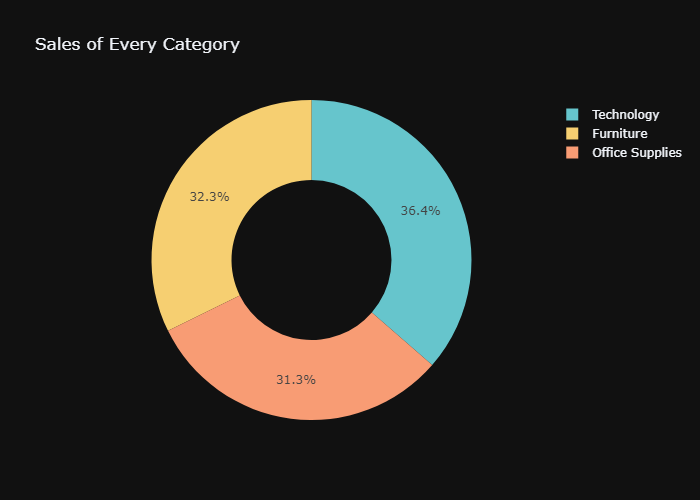 Sales of Every Category
Technology
Furniture
Office Supplies
32.3%
36.4%
31.3%